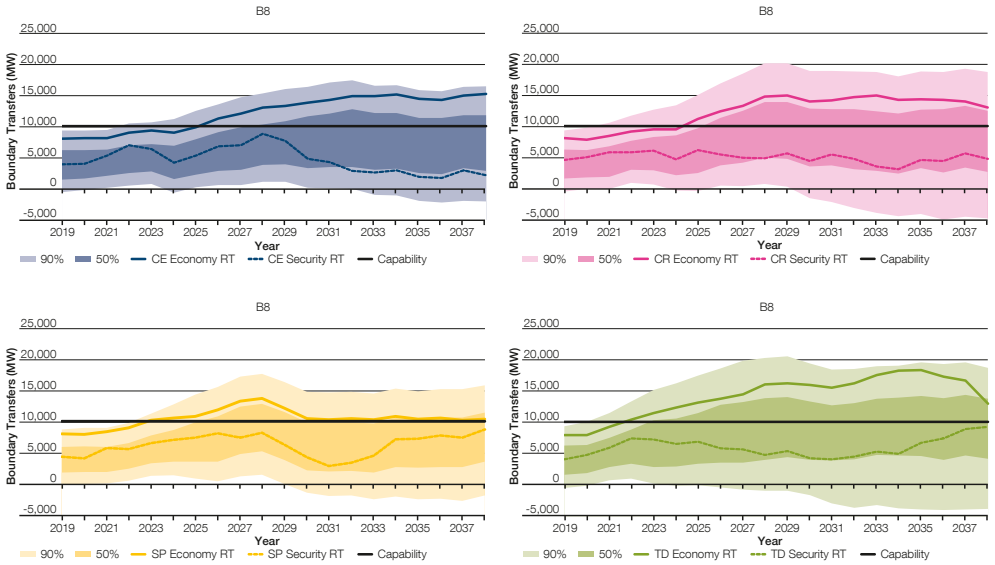 B8
Boundary Transfers (MW)
25,000
20,000
15,000
10,000
5,000
0
-5,000
2019 2021 2023 2025 2027 2029 2031 2033 2035 2037
Year
90% 50% CE Economy RT CE Security RT Capability
B8
Boundary Transfers (MW)
25,000
20,000
15,000
10,000
5,000
0
-5,000
2019 2021 2023 2025 2027 2029 2031 2033 2035 2037
Year
90% 50% CR Economy RT CR Security RT Capability
B8
Boundary Transfers (MW)
25,000
20,000
15,000
10,000
5,000
0
-5,000
2019 2021 2023 2025 2027 2029 2031 2033 2035 2037
Year
90% 50% SP Economy RT SP Security RT Capability
B8
Boundary Transfers (MW)
25,000
20,000
15,000
10,000
5,000
0
-5,000
2019 2021 2023 2025 2027 2029 2031 2033 2035 2037
Year
90% 50% TD Economy RT TD Security RT Capability